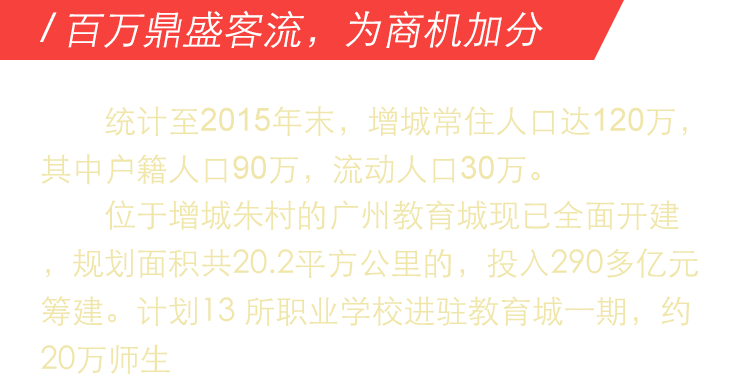 / 百万鼎盛客流，为商机加分
统计至2015年末，增城常住人口达120万，
其中户籍人口90万，流动人口30万。
位于增城朱村的广州教育城现已全面开建
，规划面积共20.2平方公里的，投入290多亿元
筹建。计划13 所职业学校进驻教育城一期，约
20万师生